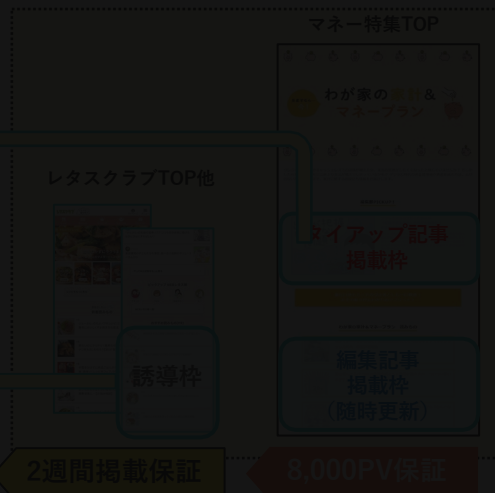 マネー特集TOP
わが家の
&
マネープラン
レタスクラブTOP他
タイアップ記事
掲載枠
誘導枠
編集記事
掲載枠
（随時更新）
2週間掲載保証
8,000PV保証